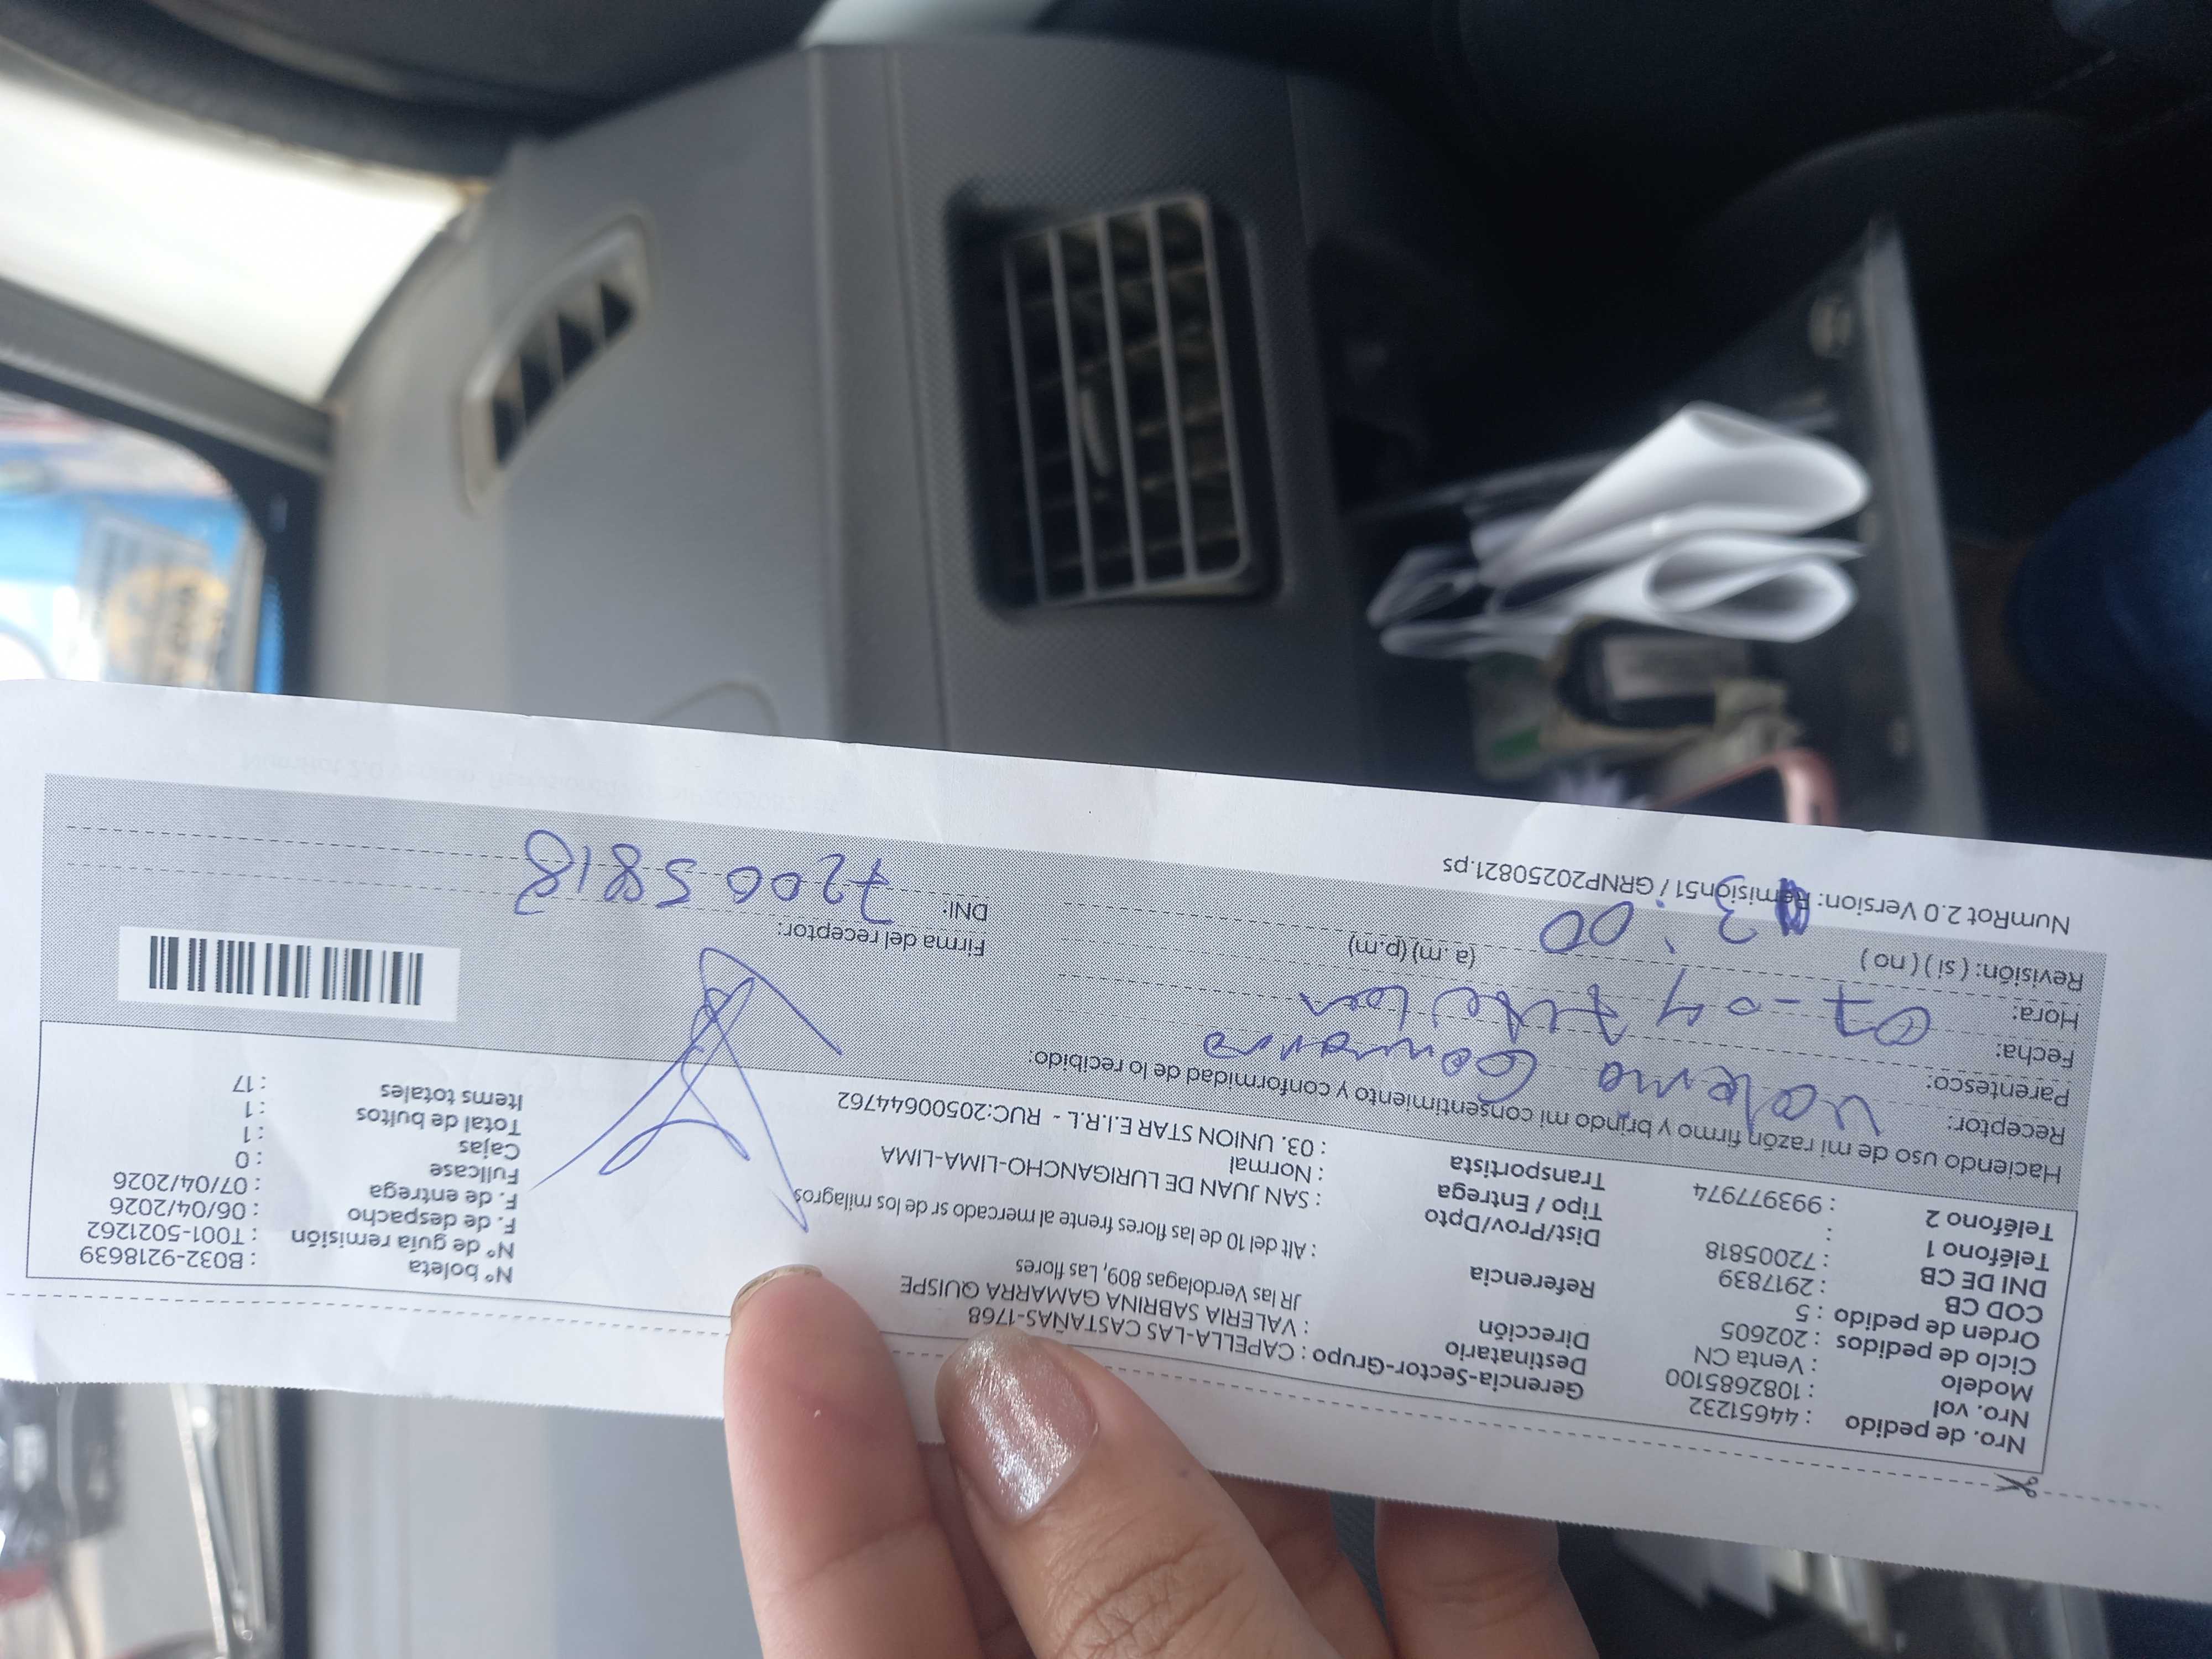 Nro. de pedido : 44651232
Nro. vol : 1082685100
Modelo : Venta CN
Ciclo de pedidos : 202605
Orden de pedido : 5
COD CB : 2917839
DNI DE CB : 72005818
Teléfono 1 :
Teléfono 2 : 993977974
Gerencia-Sector-Grupo : CAPELLA-LAS CASTAÑAS-1768
Destinatario : VALERIA SABRINA GAMARRA QUISPE
Dirección JR las Verdolagas 809, Las flores
Referencia : Alt del 10 de las flores frente al mercado sr de los milagros
Dist/Prov/Dpto : SAN JUAN DE LURIGANCHO-LIMA-LIMA
Tipo / Entrega : Normal
Transportista : 03. UNION STAR E.I.R.L - RUC:20500644762
N° boleta : B032-9218639
N° de guía remisión : T001-5021262
F. de despacho : 06/04/2026
F. de entrega : 07/04/2026
Fullcase : 0
Cajas : 1
Total de bultos : 1
Items totales : 17
Haciendo uso de mi razón firmo y brindo mi consentimiento y conformidad de lo recibido:
Receptor: Valeria Gamarra
Parentesco: Titular
Fecha: 07-04
Hora: 3:00 (a.m) (p.m)
Revisión: ( si ) ( no )
Firma del receptor:
DNI: 72005818
NumRot 2.0 Version: Remision51 / GRNP20250821.ps